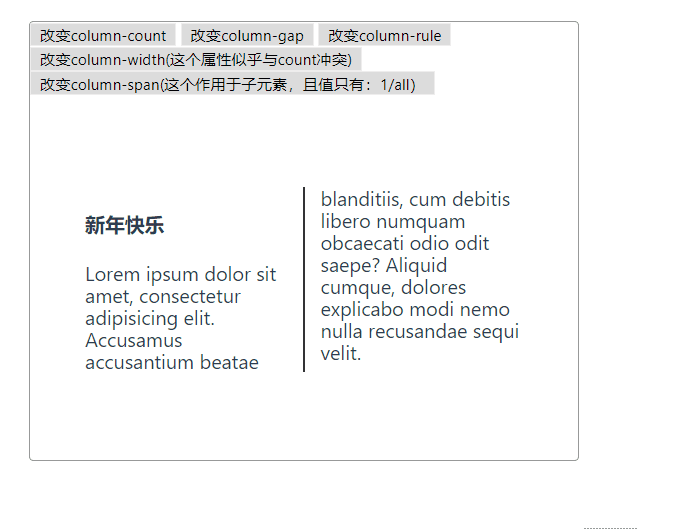 改变column-count 改变column-gap 改变column-rule
改变column-width(这个属性似乎与count冲突)
改变column-span(这个作用于子元素，且值只有：1/all)
新年快乐
Lorem ipsum dolor sit
amet, consectetur
adipisicing elit.
Accusamus
accusantium beatae
blanditiis, cum debitis
libero numquam
obcaecati odio odit
saepe? Aliquid
cumque, dolores
explicabo modi nemo
nulla recusandae sequi
velit.